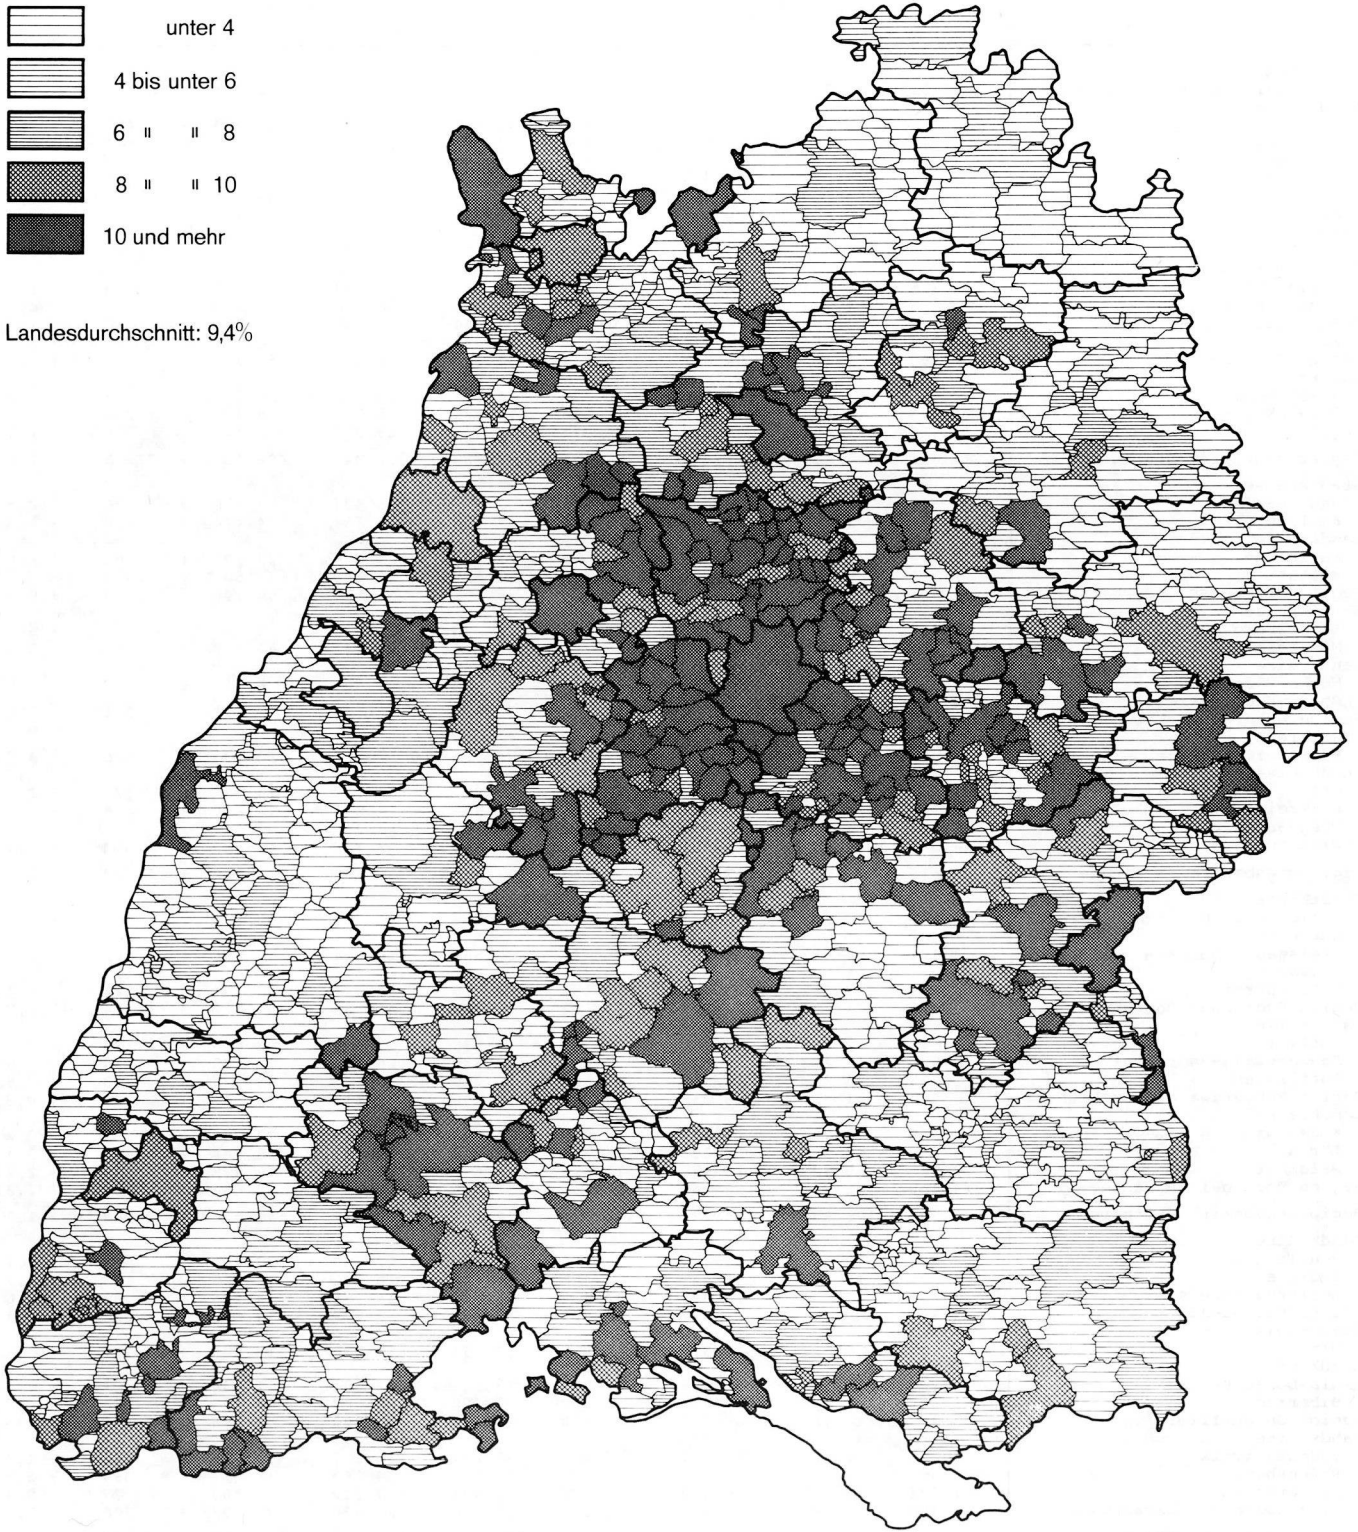 unter 4
4 bis unter 6
6 " " 8
8 " " 10
10 und mehr
Landesdurchschnitt: 9,4%